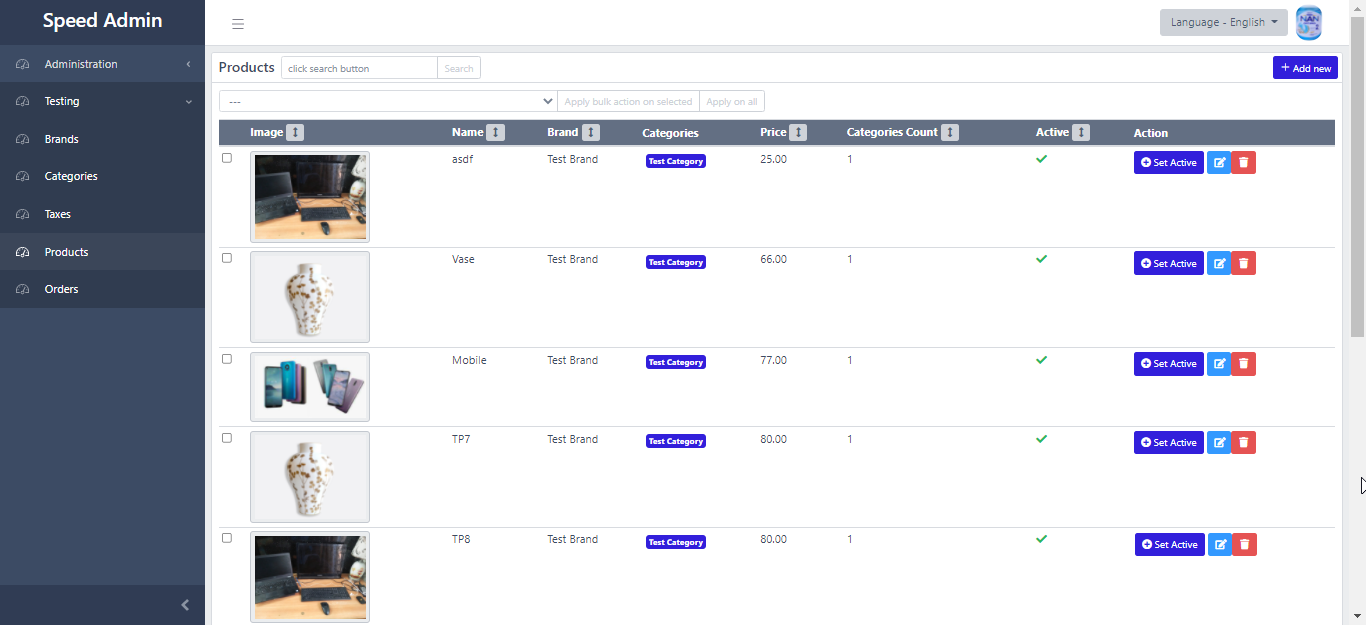 Speed Admin
Language - English
NAN
Administration
Testing
Brands
Categories
Taxes
Products
Orders
Products click search button Search + Add new
--- Apply bulk action on selected Apply on all
Image Name Brand Categories Price Categories Count Active Action
asdf Test Brand Test Category 25.00 1 Set Active
Vase Test Brand Test Category 66.00 1 Set Active
Mobile Test Brand Test Category 77.00 1 Set Active
TP7 Test Brand Test Category 80.00 1 Set Active
TP8 Test Brand Test Category 80.00 1 Set Active